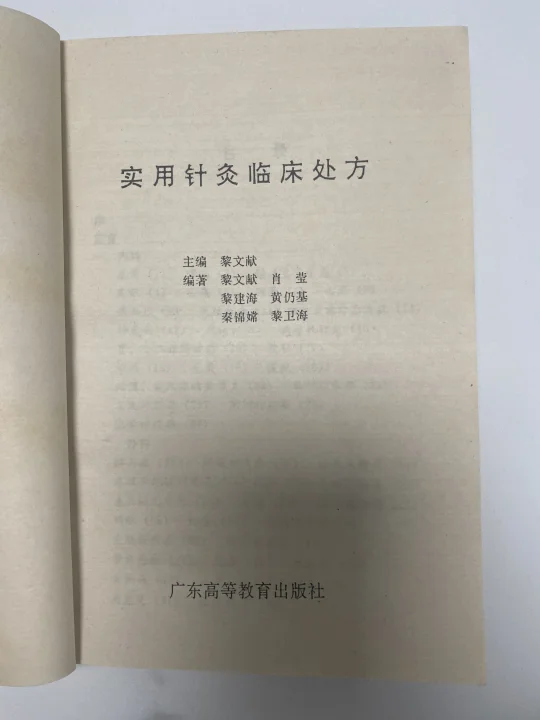 实用针灸临床处方
主编 黎文献
编著 黎文献 肖莹
黎建海 黄仍基
秦锦嫦 黎卫海
广东高等教育出版社